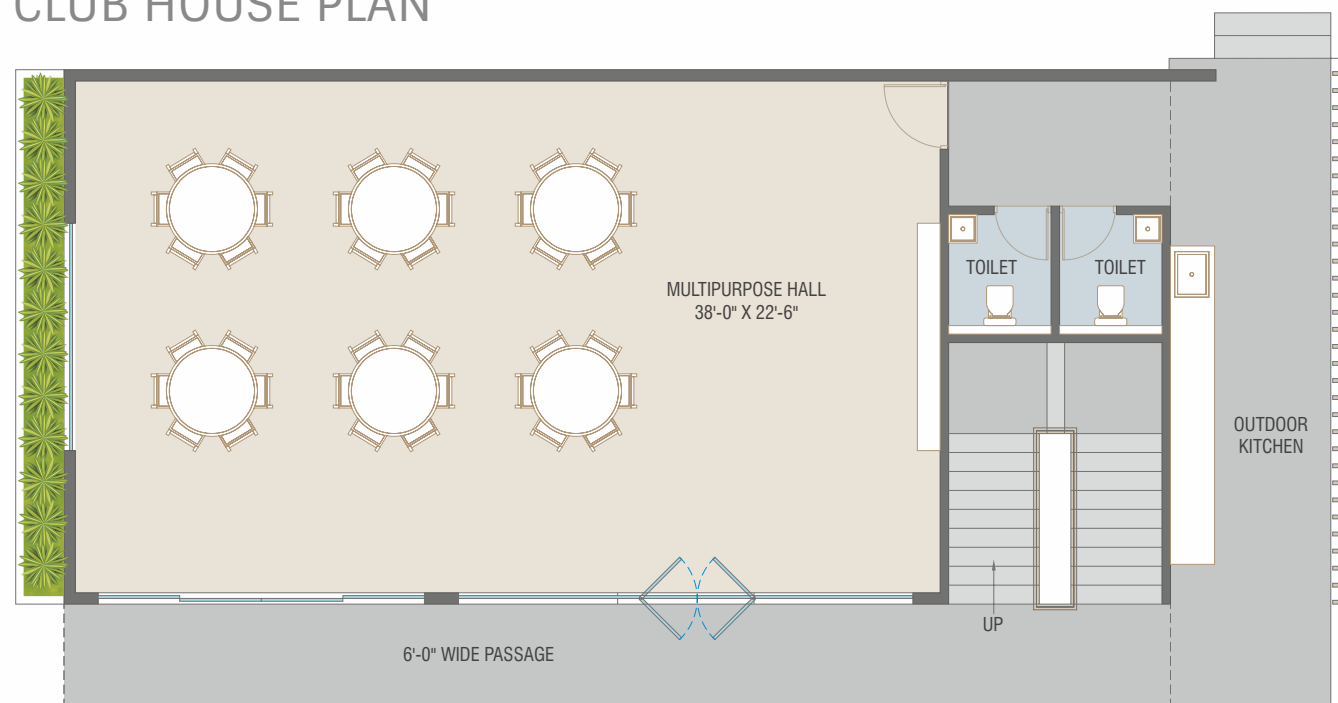 CLUB HOUSE PLAN
TOILET
TOILET
MULTIPURPOSE HALL
38'-0" X 22'-6"
OUTDOOR
KITCHEN
UP
6'-0" WIDE PASSAGE